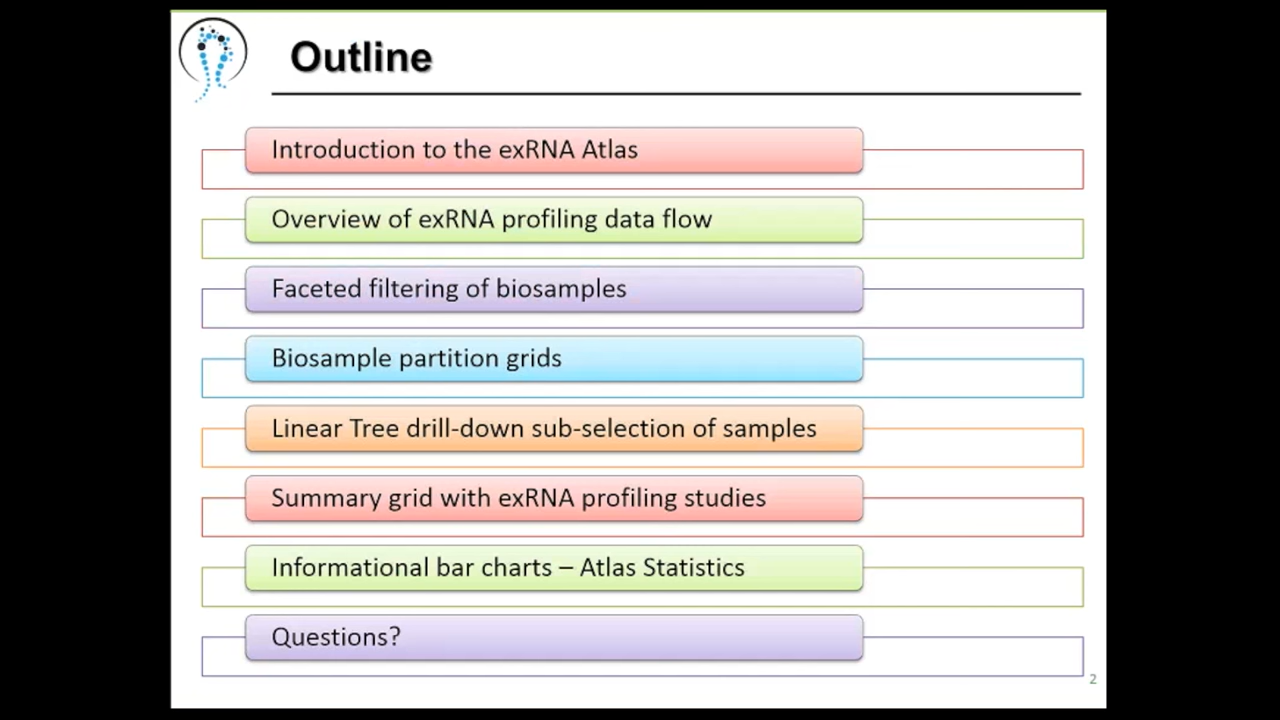 Outline
Introduction to the exRNA Atlas
Overview of exRNA profiling data flow
Faceted filtering of biosamples
Biosample partition grids
Linear Tree drill-down sub-selection of samples
Summary grid with exRNA profiling studies
Informational bar charts – Atlas Statistics
Questions?
2